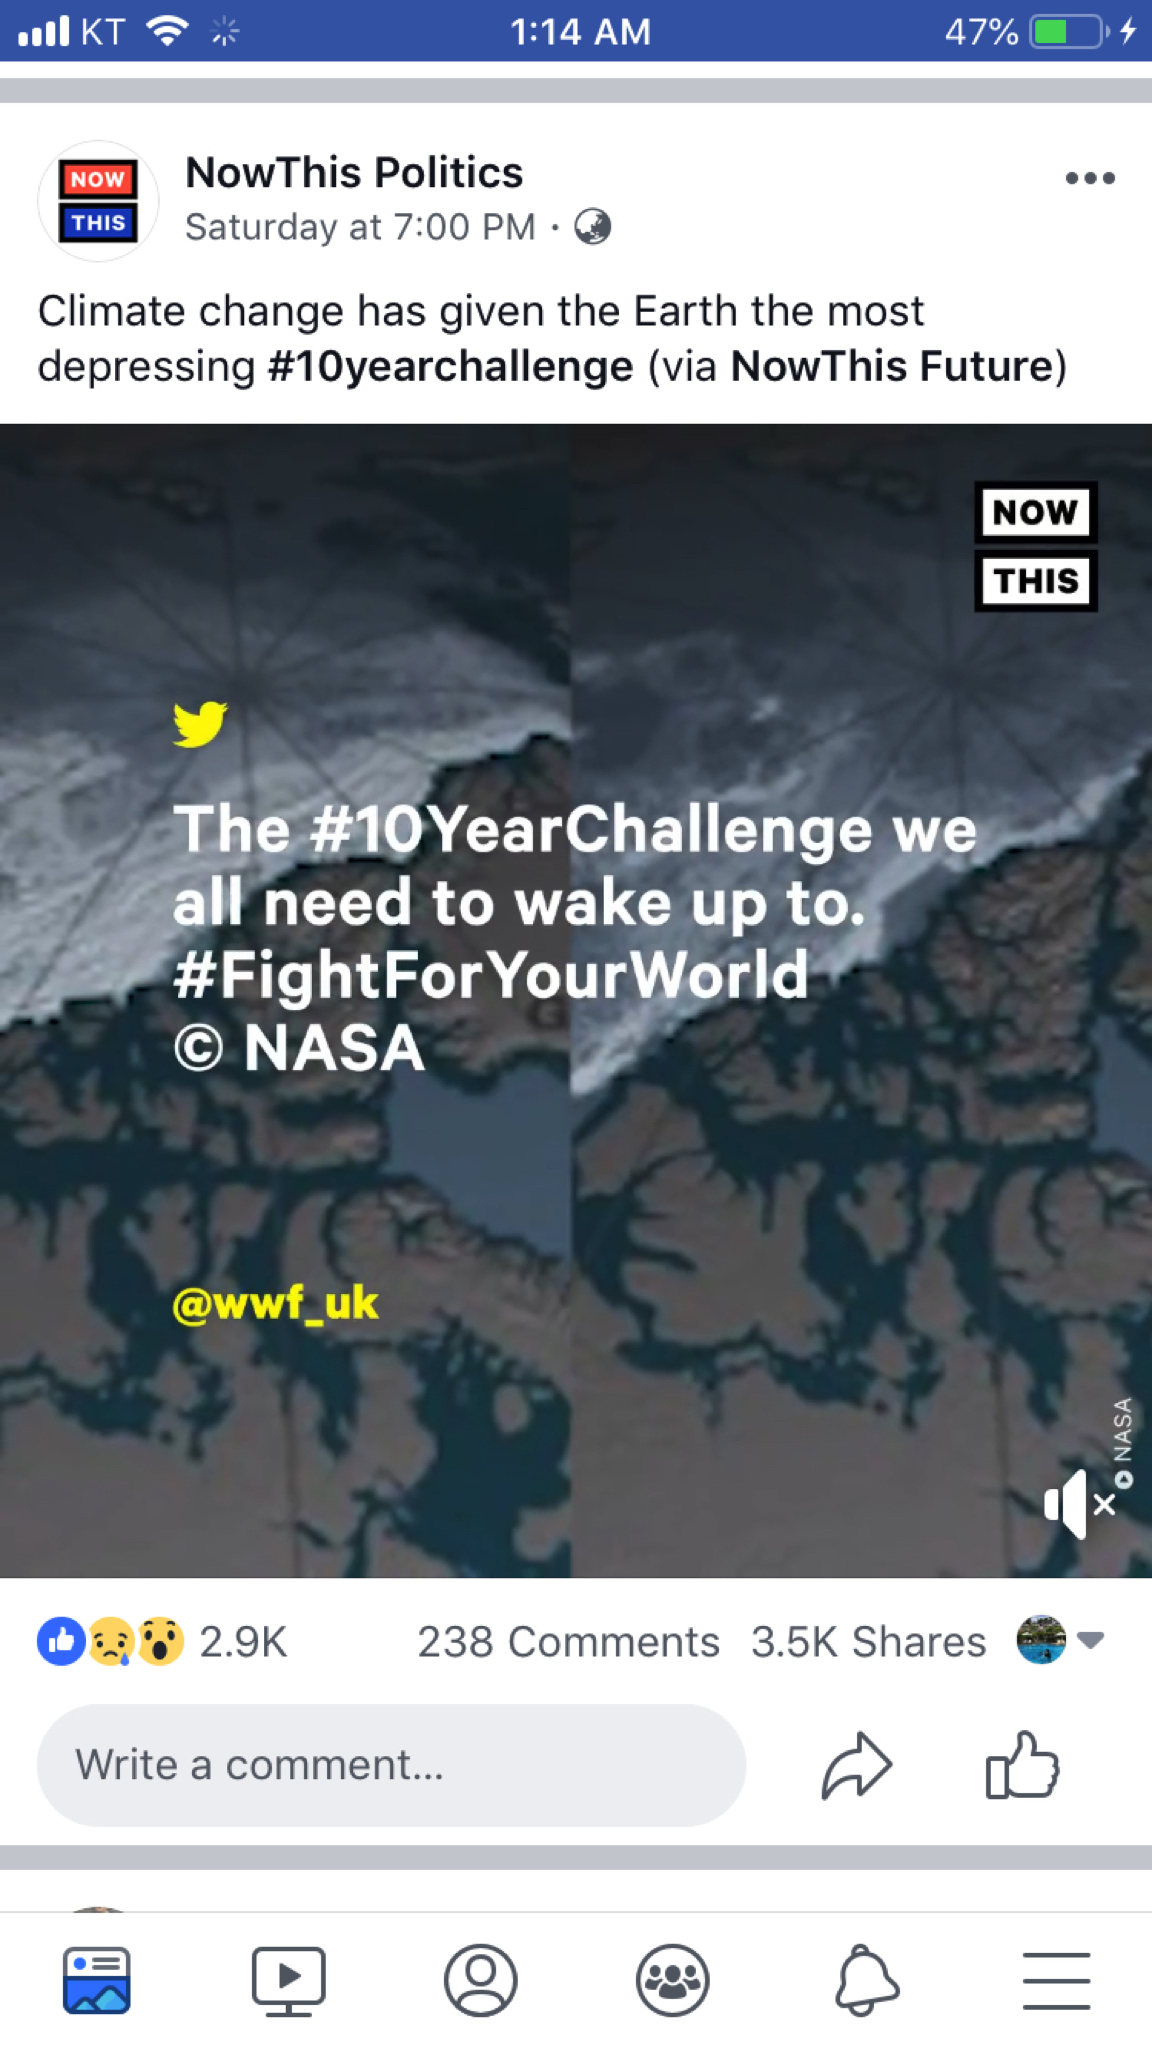 KT 1:14 AM 47%
NOW
THIS
NowThis Politics
Saturday at 7:00 PM ·
Climate change has given the Earth the most
depressing #10yearchallenge (via NowThis Future)
NOW
THIS
The #10YearChallenge we
all need to wake up to.
#FightForYourWorld
© NASA
@wwf_uk
NASA
2.9K 238 Comments 3.5K Shares
Write a comment...